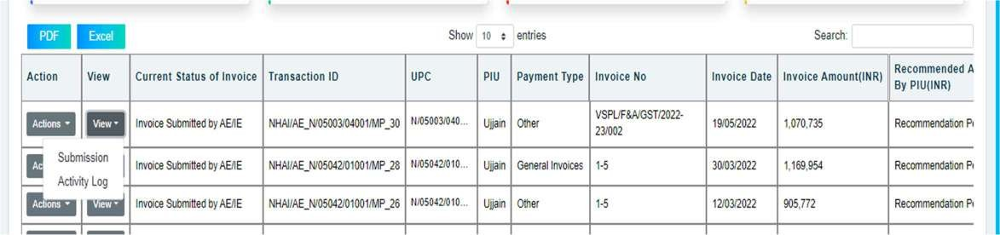 PDF Excel Show 10 entries Search:
Action View Current Status of Invoice Transaction ID UPC PIU Payment Type Invoice No Invoice Date Invoice Amount(INR) Recommended A
By PIU(INR)
Actions View Invoice Submitted by AE/IE NHAI/AE_N/05003/04001/MP_30 N/05003/040... Ujjain Other VSPL/F&A/GST/2022-
23/002 19/05/2022 1,070,735 Recommendation Pe
Submission
Activity Log
Ac Invoice Submitted by AE/IE NHAI/AE_N/05042/01001/MP_28 N/05042/010... Ujjain General Invoices 1-5 30/03/2022 1,169,954 Recommendation Pe
Actions View Invoice Submitted by AE/IE NHAI/AE_N/05042/01001/MP_26 N/05042/010... Ujjain Other 1-5 12/03/2022 905,772 Recommendation Pe